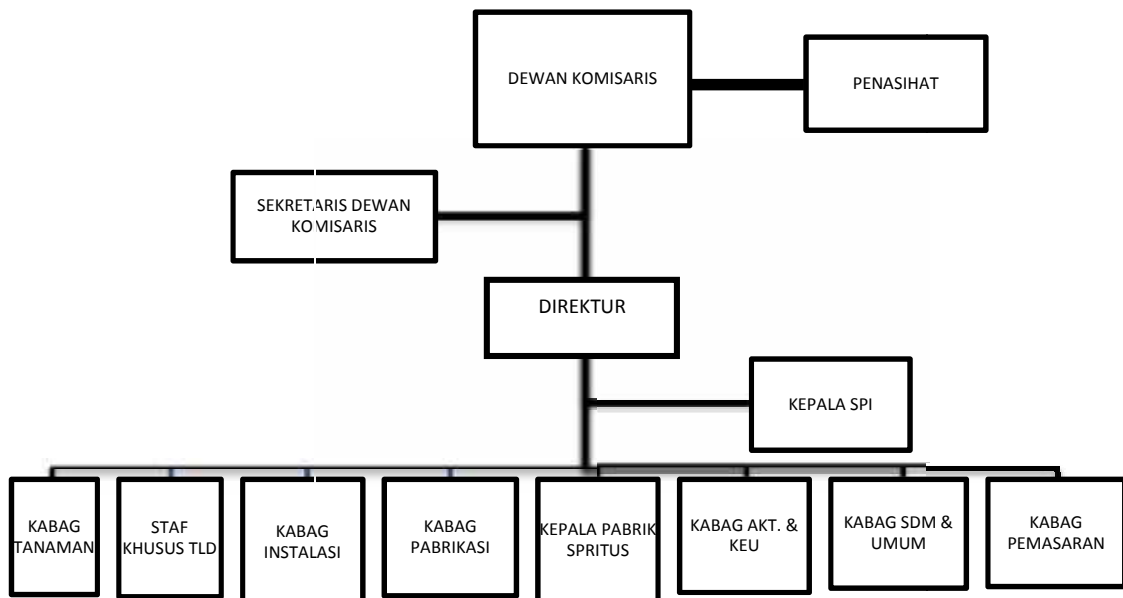 DEWAN KOMISARIS
PENASIHAT
SEKRETARIS DEWAN
KOMISARIS
DIREKTUR
KEPALA SPI
KABAG
TANAMAN
STAF
KHUSUS TLD
KABAG
INSTALASI
KABAG
PABRIKASI
KEPALA PABRIK
SPRITUS
KABAG AKT. &
KEU
KABAG SDM &
UMUM
KABAG
PEMASARAN